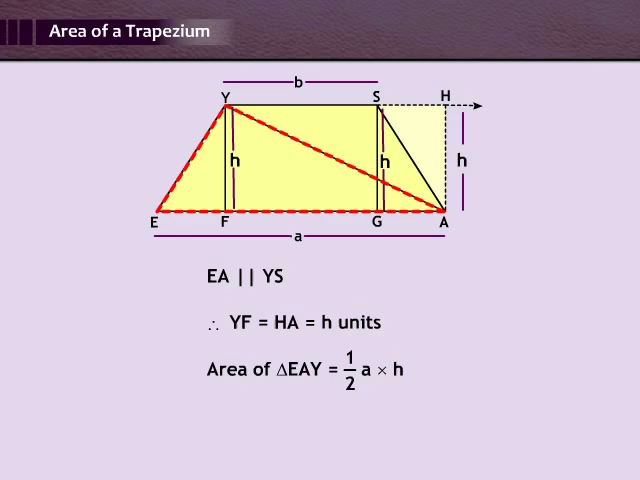 Area of a Trapezium
b
Y S H
h h h
E F G A
a
EA || YS
∴ YF = HA = h units
Area of ΔEAY = 1/2 a × h